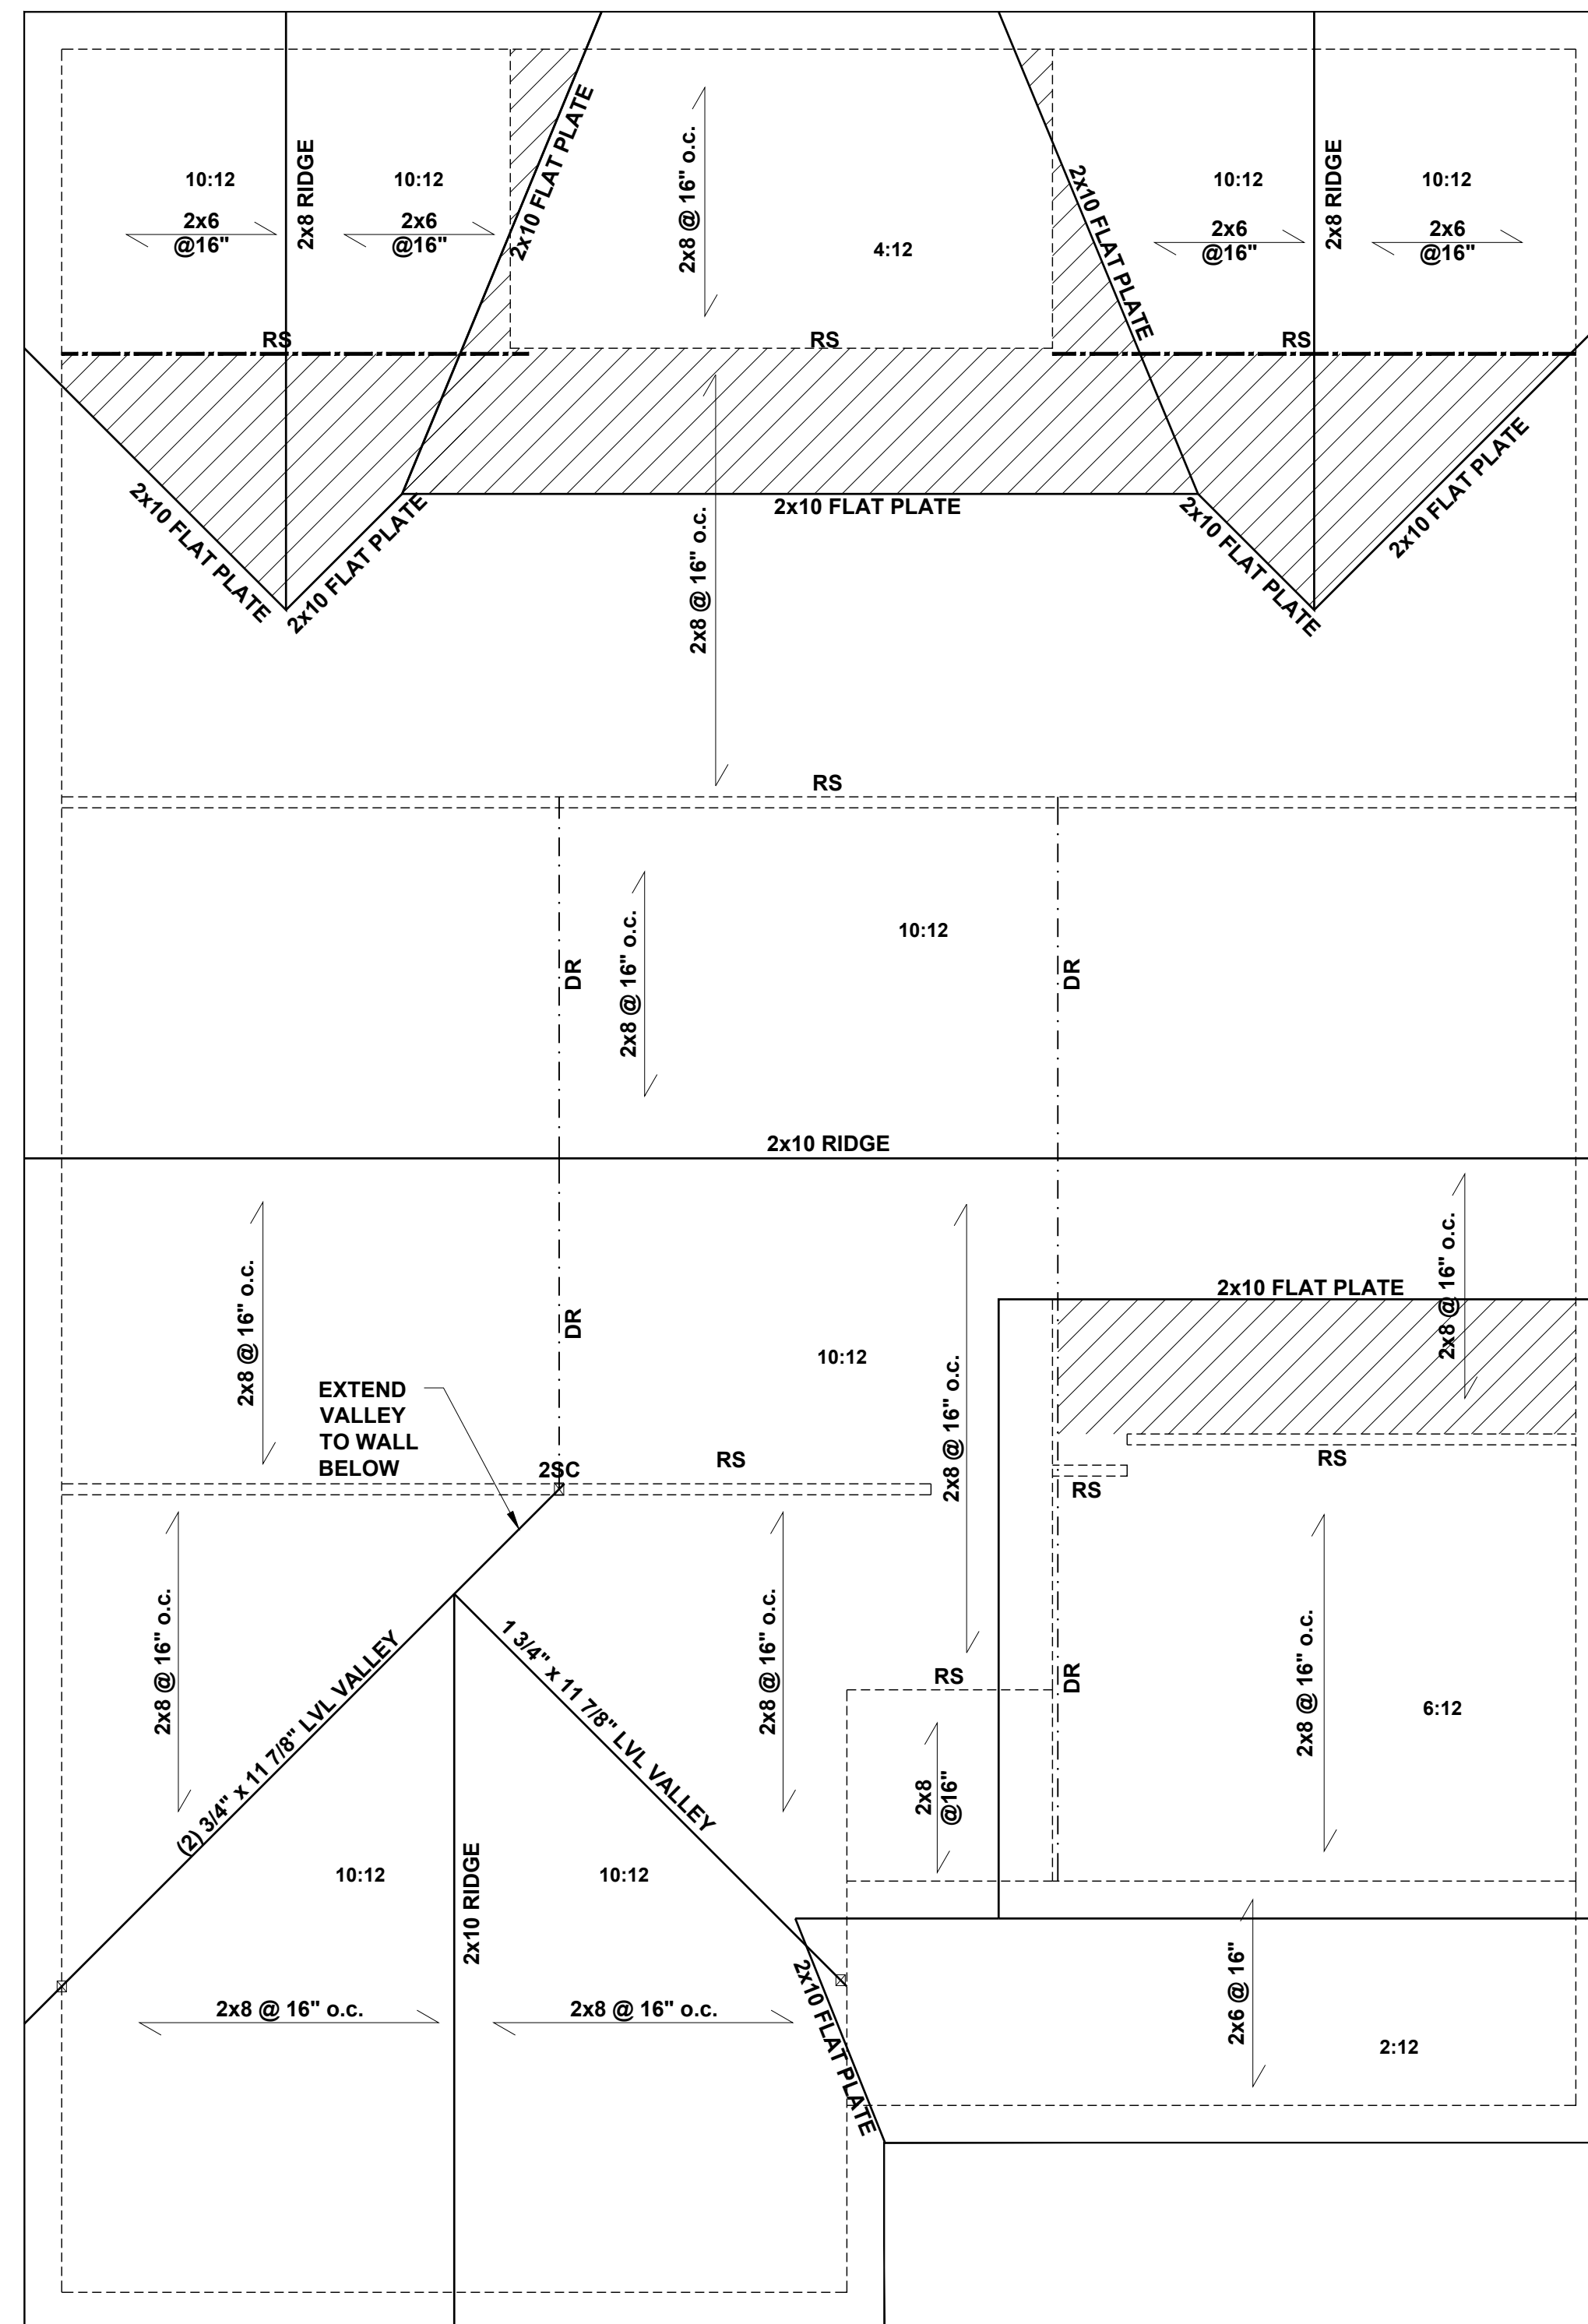 2x10 FLAT PLATE
2x8 @ 16" o.c.
2x8 RIDGE
2x8 RIDGE
10:12
10:12
10:12
10:12
2x6
@16"
2x6
@16"
2x6
@16"
2x6
@16"
4:12
2x10 FLAT PLATE
RS
RS
RS
2x10 FLAT PLATE
2x10 FLAT PLATE
2x10 FLAT PLATE
2x10 FLAT PLATE
2x10 FLAT PLATE
2x8 @ 16" o.c.
RS
10:12
2x8 @ 16" o.c.
DR
DR
2x10 RIDGE
2x8 @ 16" o.c.
DR
10:12
2x8 @ 16" o.c.
2x10 FLAT PLATE
2x8 @ 16" o.c.
EXTEND
VALLEY
TO WALL
BELOW
2SC
RS
RS
RS
2x8 @ 16" o.c.
(2) 3/4" x 11 7/8" LVL VALLEY
1 3/4" x 11 7/8" LVL VALLEY
2x8 @ 16" o.c.
RS
DR
2x8 @ 16" o.c.
6:12
2x8
@16"
10:12
2x10 RIDGE
10:12
2x8 @ 16" o.c.
2x8 @ 16" o.c.
2x10 FLAT PLATE
2x6 @ 16"
2:12